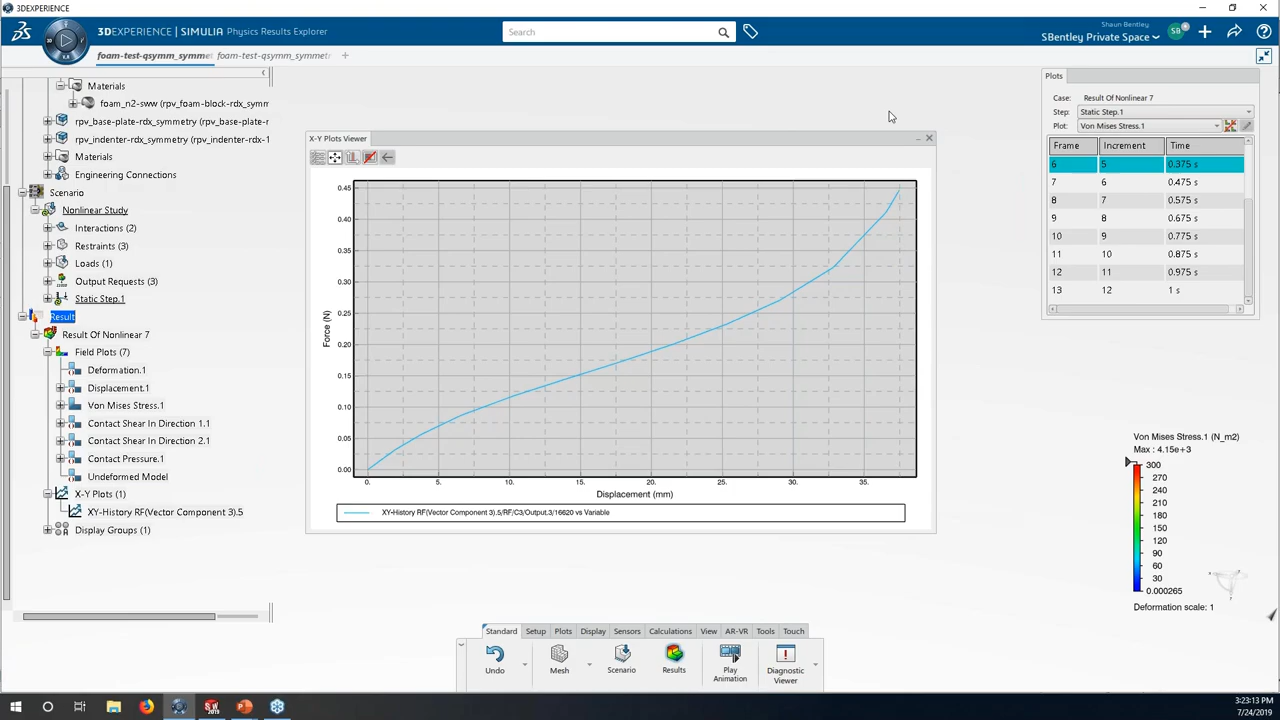 3DEXPERIENCE
3DEXPERIENCE | SIMULIA Physics Results Explorer
Search
Shaun Bentley
SBentley Private Space
SB
foam-test-qsymm_symme
foam-test-qsymm_symmetr
Materials
foam_n2-sww (rpv_foam-block-rdx_symm
rpv_base-plate-rdx_symmetry (rpv_base-plate-r
rpv_indenter-rdx_symmetry (rpv_indenter-rdx-1
Materials
Engineering Connections
Scenario
Nonlinear Study
Interactions (2)
Restraints (3)
Loads (1)
Output Requests (3)
Static Step.1
Result
Result Of Nonlinear 7
Field Plots (7)
Deformation.1
Displacement.1
Von Mises Stress.1
Contact Shear In Direction 1.1
Contact Shear In Direction 2.1
Contact Pressure.1
Undeformed Model
X-Y Plots (1)
XY-History RF(Vector Component 3).5
Display Groups (1)
X-Y Plots Viewer
0.45
0.40
0.35
0.30
0.25
0.20
0.15
0.10
0.05
0.00
Force (N)
0. 5. 10. 15. 20. 25. 30. 35.
Displacement (mm)
XY-History RF(Vector Component 3).5/RF/C3/Output,3/16620 vs Variable
Plots
Case: Result Of Nonlinear 7
Step: Static Step.1
Plot: Von Mises Stress.1
Frame Increment Time
6 5 0.375 s
7 6 0.475 s
8 7 0.575 s
9 8 0.675 s
10 9 0.775 s
11 10 0.875 s
12 11 0.975 s
13 12 1 s
Von Mises Stress.1 (N_m2)
Max : 4.15e+3
300
270
240
210
180
150
120
90
60
30
0.000265
Deformation scale: 1
Standard Setup Plots Display Sensors Calculations View AR-VR Tools Touch
Undo
Mesh
Scenario
Results
Play Animation
Diagnostic Viewer
3:23:13 PM
7/24/2019